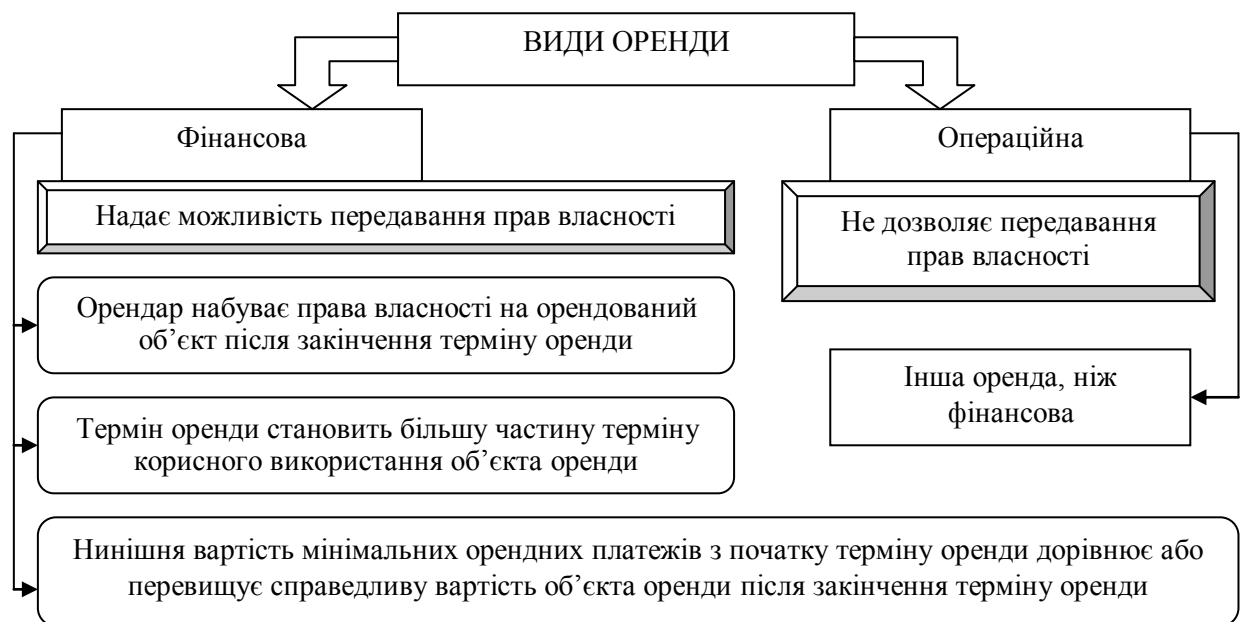 ВИДИ ОРЕНДИ
Фінансова
Операційна
Надає можливість передавання прав власності
Не дозволяє передавання
прав власності
Орендар набуває права власності на орендований
об’єкт після закінчення терміну оренди
Інша оренда, ніж
фінансова
Термін оренди становить більшу частину терміну
корисного використання об’єкта оренди
Нинішня вартість мінімальних орендних платежів з початку терміну оренди дорівнює або
перевищує справедливу вартість об’єкта оренди після закінчення терміну оренди